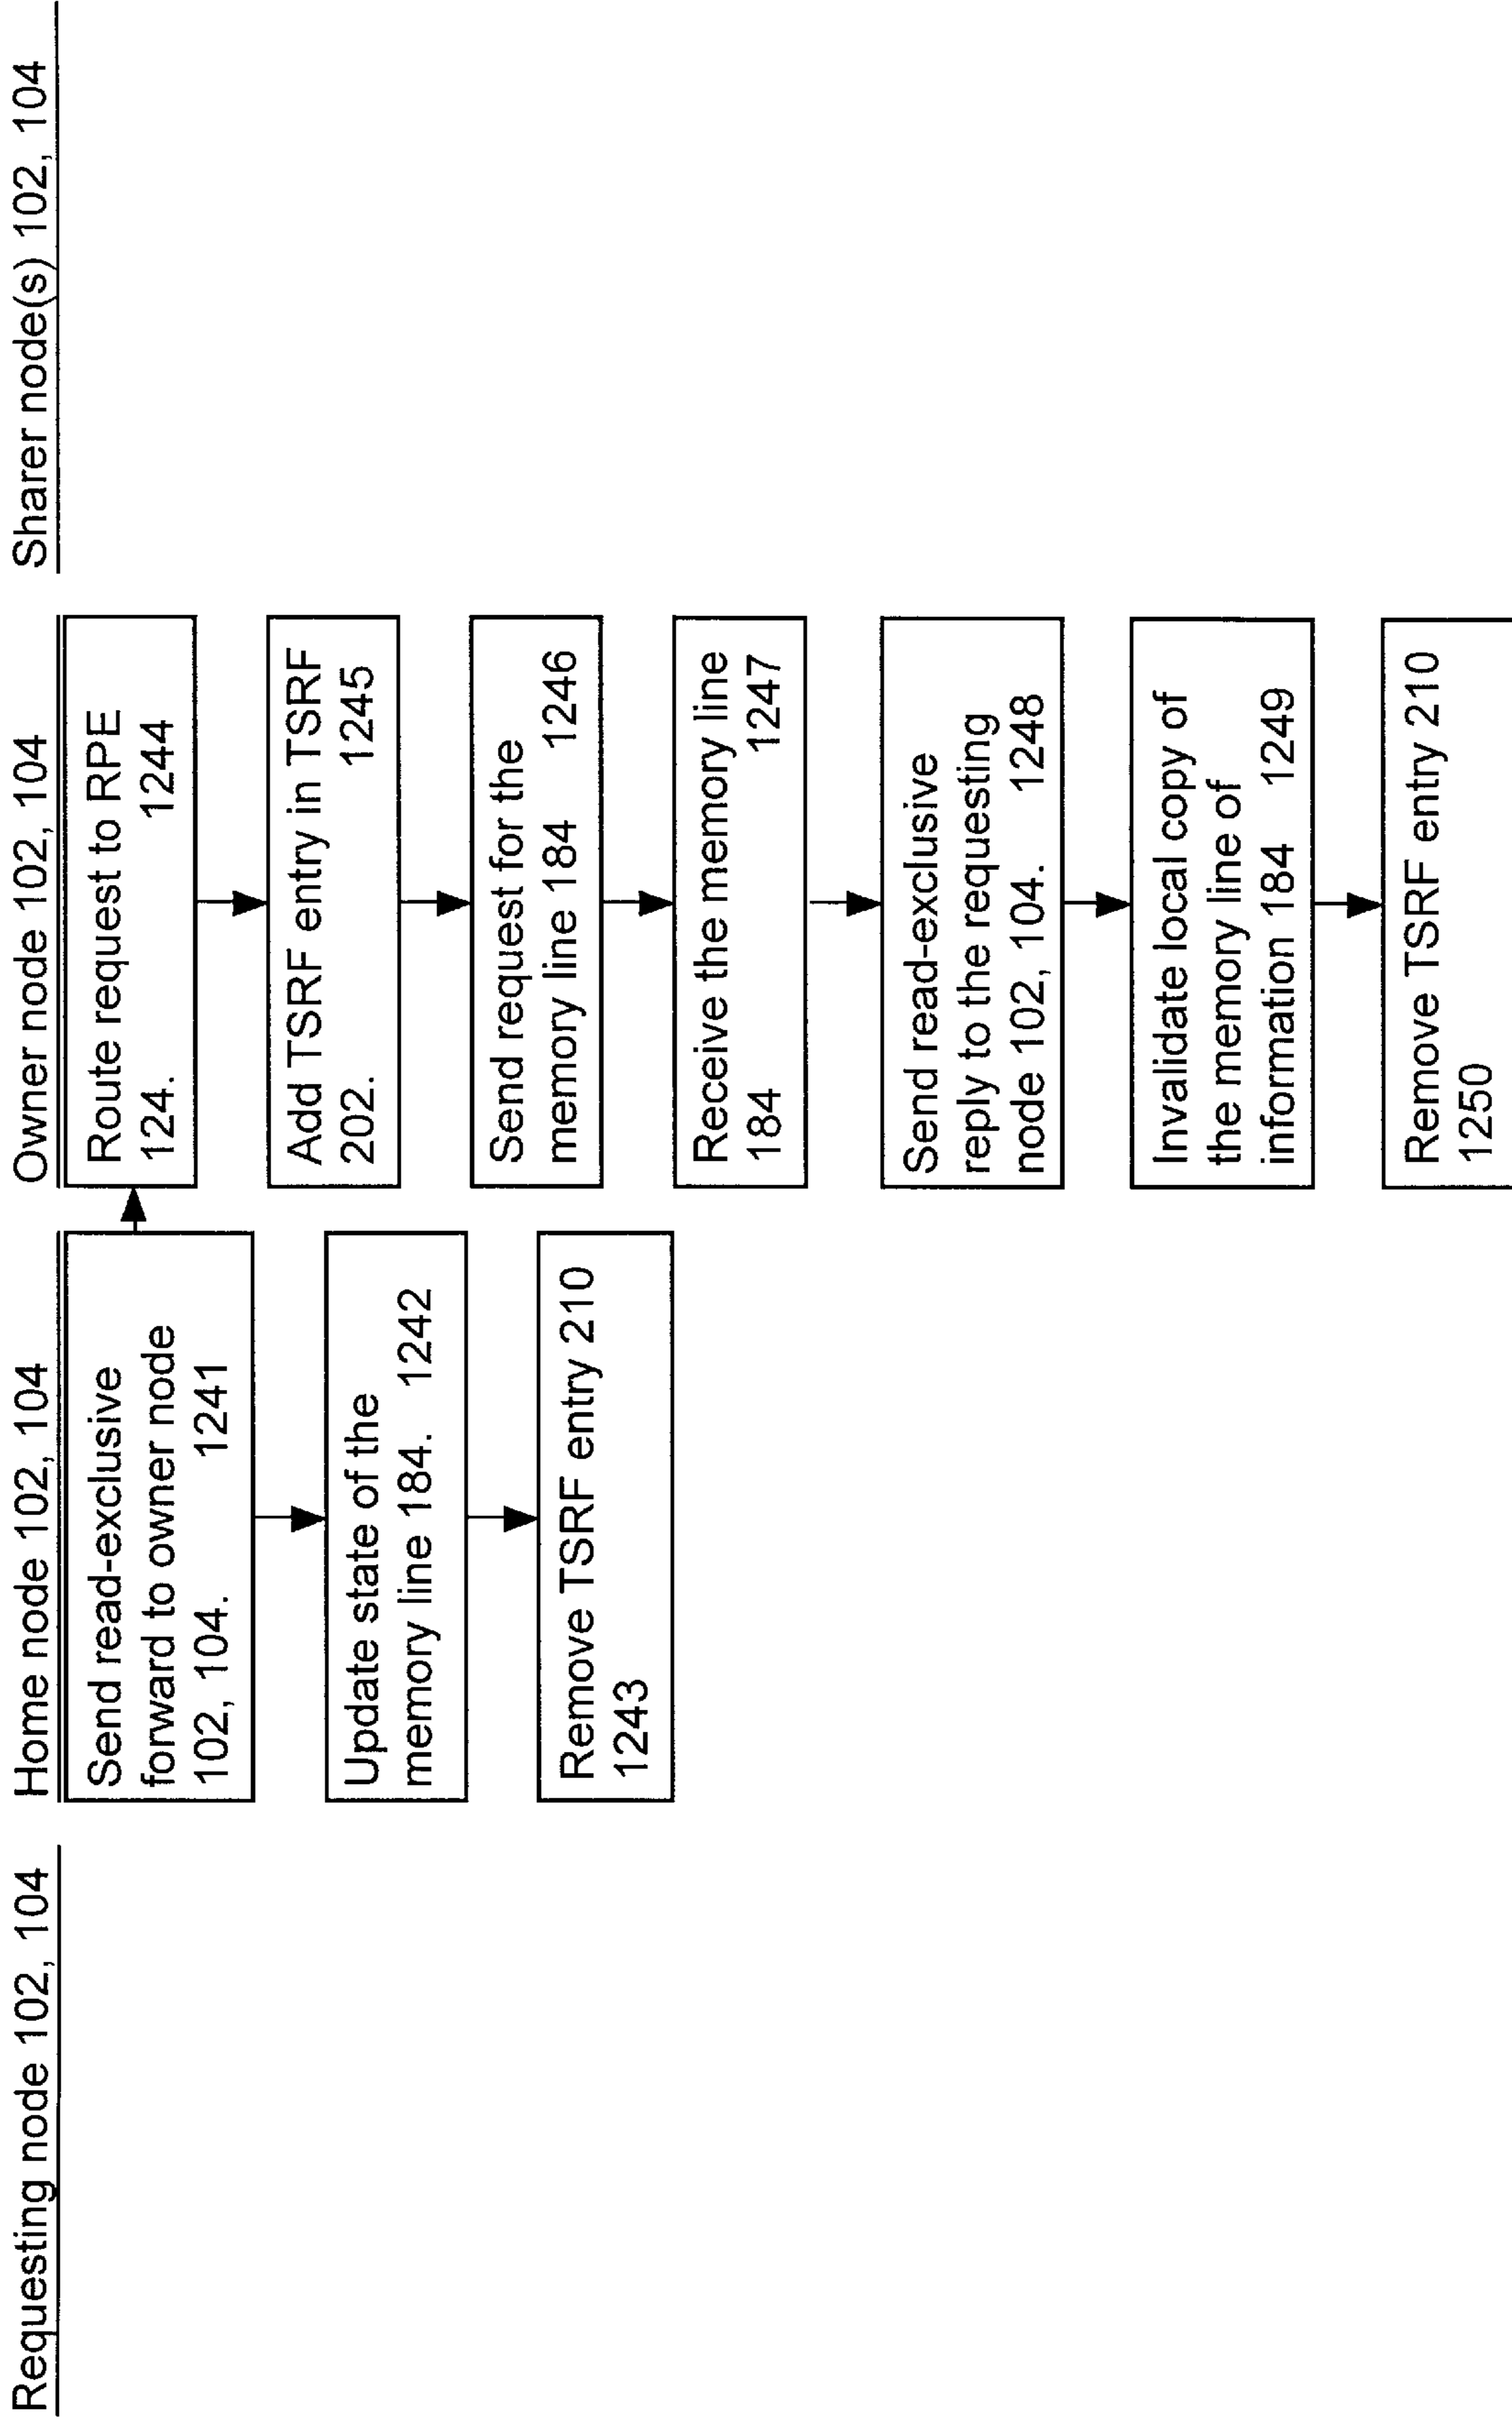 Requesting node 102, 104
Home node 102, 104
Send read-exclusive
forward to owner node
102, 104. 1241
Update state of the
memory line 184. 1242
Remove TSRF entry 210
1243
Owner node 102, 104
Route request to RPE
124. 1244
Add TSRF entry in TSRF
202. 1245
Send request for the
memory line 184 1246
Receive the memory line
184 1247
Send read-exclusive
reply to the requesting
node 102, 104. 1248
Invalidate local copy of
the memory line of
information 184 1249
Remove TSRF entry 210
1250
Sharer node(s) 102, 104